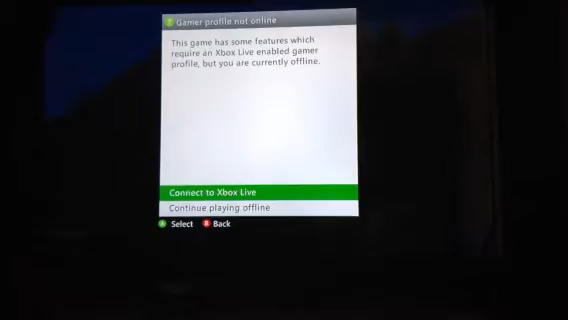 Gamer profile not online
This game has some features which
require an Xbox Live enabled gamer
profile, but you are currently offline.
Connect to Xbox Live
Continue playing offline
A Select B Back